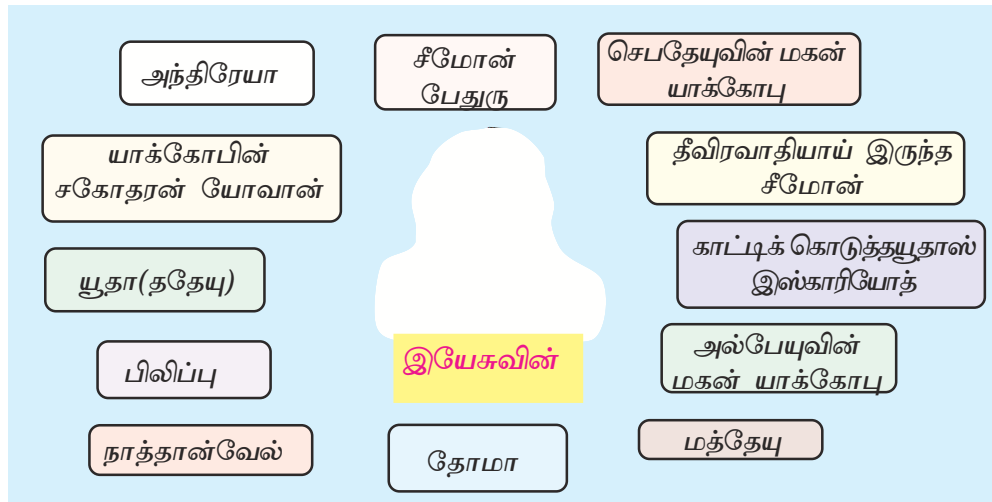 அந்திரேயா
சீமோன்
பேதுரு
செபதேயுவின் மகன்
யாக்கோபு
யாக்கோபின்
சகோதரன் யோவான்
தீவிரவாதியாய் இருந்த
சீமோன்
யூதா(ததேயு)
காட்டிக் கொடுத்தயூதாஸ்
இஸ்காரியோத்
பிலிப்பு
இயேசுவின்
அல்பேயுவின்
மகன் யாக்கோபு
நாத்தான்வேல்
தோமா
மத்தேயு